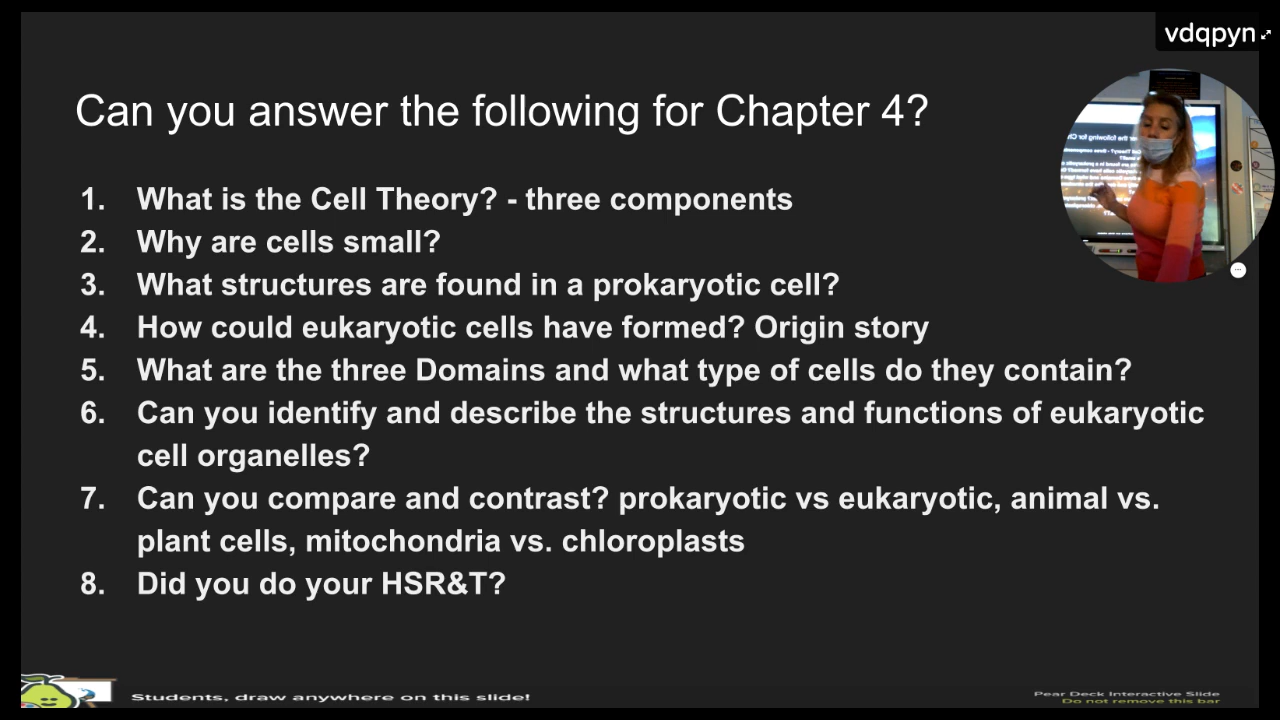 vdqpyn
Can you answer the following for Chapter 4?
1. What is the Cell Theory? - three components
2. Why are cells small?
3. What structures are found in a prokaryotic cell?
4. How could eukaryotic cells have formed? Origin story
5. What are the three Domains and what type of cells do they contain?
6. Can you identify and describe the structures and functions of eukaryotic
cell organelles?
7. Can you compare and contrast? prokaryotic vs eukaryotic, animal vs.
plant cells, mitochondria vs. chloroplasts
8. Did you do your HSR&T?
Students, draw anywhere on this slide!
Pear Deck Interactive Slide
Do not remove this bar